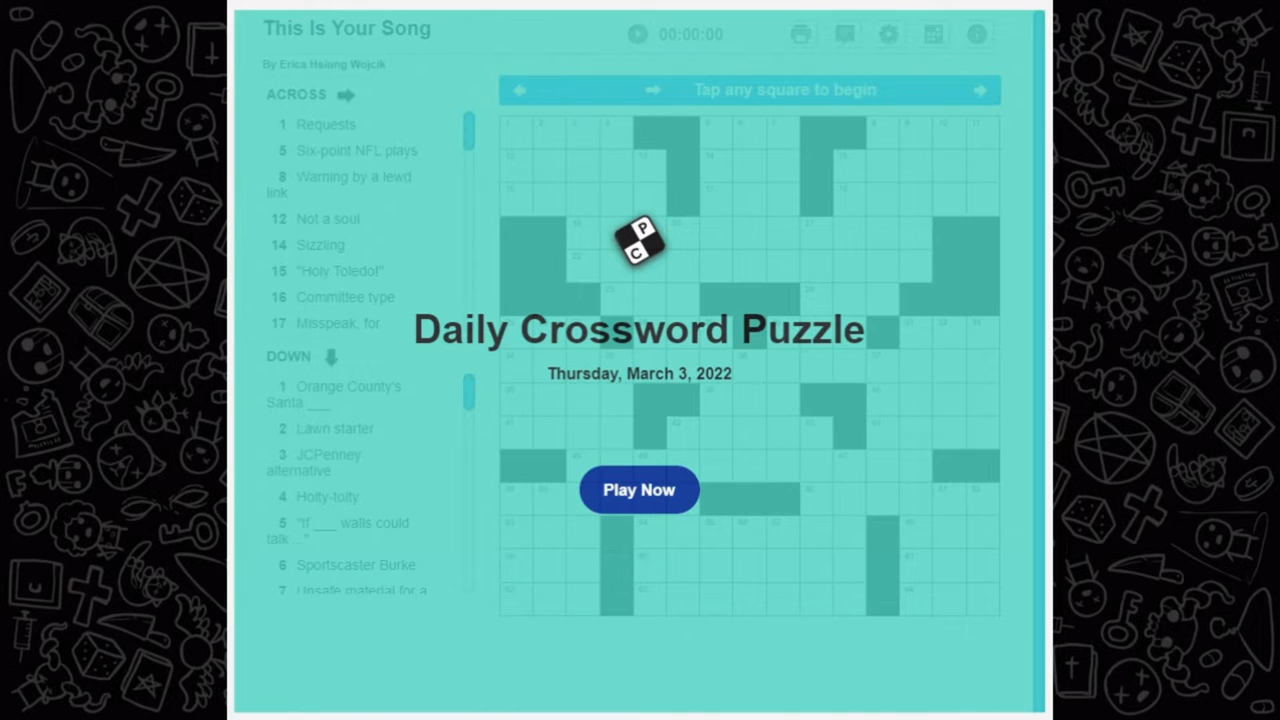 This Is Your Song
00:00:00
By Erica Hsiung Wojcik
ACROSS
Tap any square to begin
1 Requests
5 Six-point NFL plays
8 Warning by a lewd
link
12 Not a soul
14 Sizzling
15 "Holy Toledo!"
16 Committee type
17 Misspeak, for
P
C
Daily Crossword Puzzle
Thursday, March 3, 2022
DOWN
1 Orange County's
Santa ___
2 Lawn starter
3 JCPenney
alternative
4 Hoity-toity
5 "If ___ walls could
talk ..."
6 Sportscaster Burke
7 Unsafe material for a
Play Now